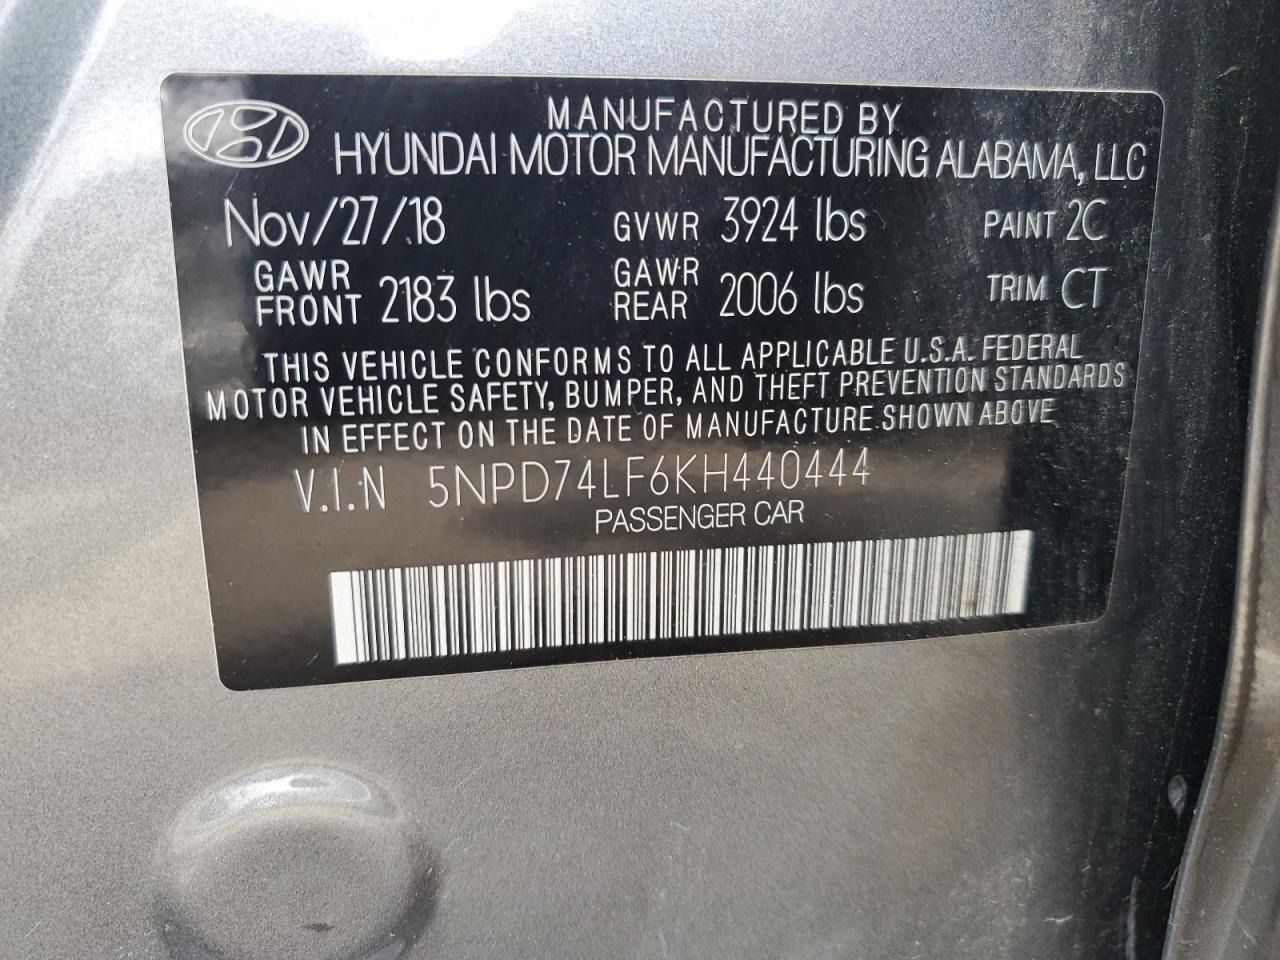 MANUFACTURED BY
HYUNDAI MOTOR MANUFACTURING ALABAMA, LLC
Nov/27/18 GVWR 3924 lbs PAINT 2C
GAWR FRONT 2183 lbs GAWR REAR 2006 lbs TRIM CT
THIS VEHICLE CONFORMS TO ALL APPLICABLE U.S.A. FEDERAL
MOTOR VEHICLE SAFETY, BUMPER, AND THEFT PREVENTION STANDARDS
IN EFFECT ON THE DATE OF MANUFACTURE SHOWN ABOVE
V.I.N 5NPD74LF6KH440444
PASSENGER CAR